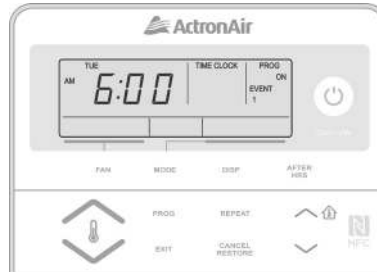 ActronAir
TUE TIME CLOCK PROG
AM 6:00 ON
EVENT
1
FAN MODE DISP AFTER
HRS
PROG REPEAT
EXIT CANCEL
RESTORE
NFC